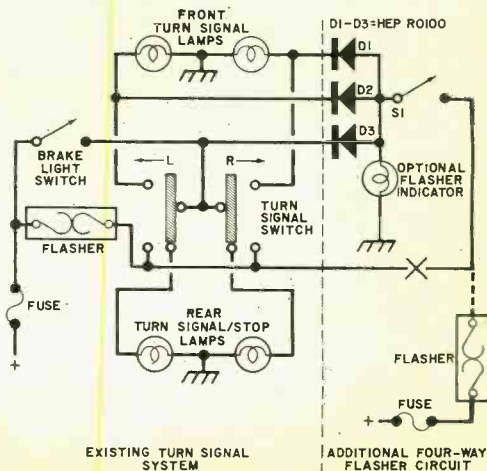 FRONT
TURN SIGNAL
LAMPS
D1-D3=HEP RO100
D1
D2
S1
D3
BRAKE
LIGHT
SWITCH
L
R
OPTIONAL
FLASHER
INDICATOR
TURN
SIGNAL
SWITCH
FLASHER
FUSE
+
REAR
TURN SIGNAL/STOP
LAMPS
FLASHER
FUSE
+
EXISTING TURN SIGNAL
SYSTEM
ADDITIONAL FOUR-WAY
FLASHER CIRCUIT